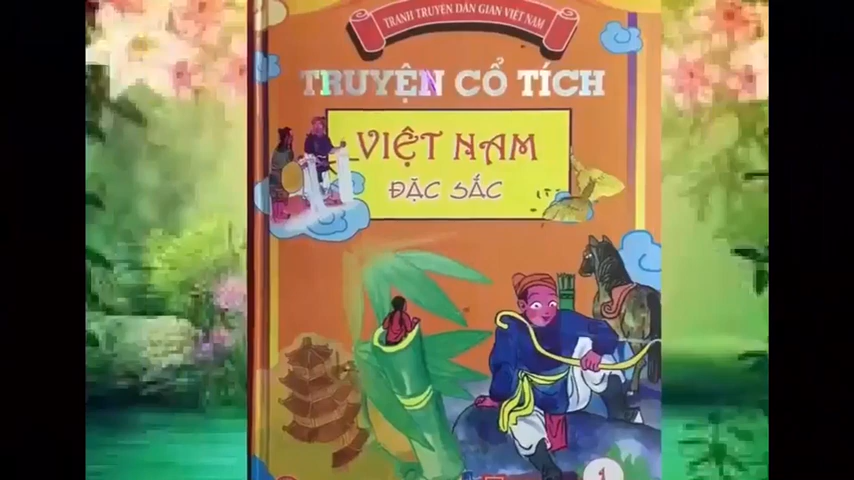 TRANH TRUYỆN DÂN GIAN VIỆT NAM
TRUYỆN CỔ TÍCH
VIỆT NAM
ĐẶC SẮC
1